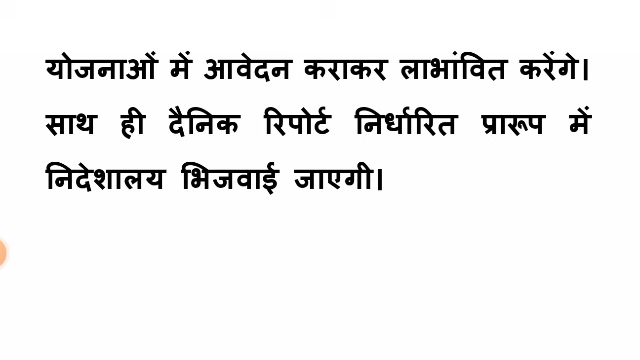 योजनाओं में आवेदन कराकर लाभांवित करेंगे।
साथ ही दैनिक रिपोर्ट निर्धारित प्रारूप में
निदेशालय भिजवाई जाएगी।